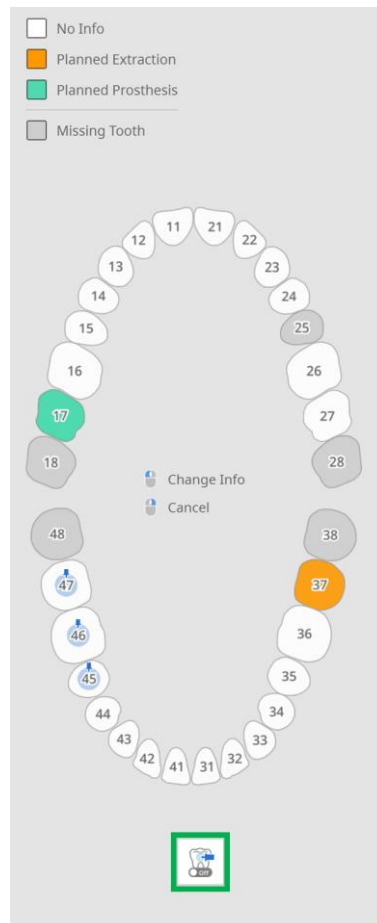 No Info
Planned Extraction
Planned Prosthesis
Missing Tooth
11 21
12 22
13 23
14 24
15 25
16 26
17 27
18 28
Change Info
Cancel
48 38
47 37
46 36
45 35
44 34
43 33
42 41 31 32
Off